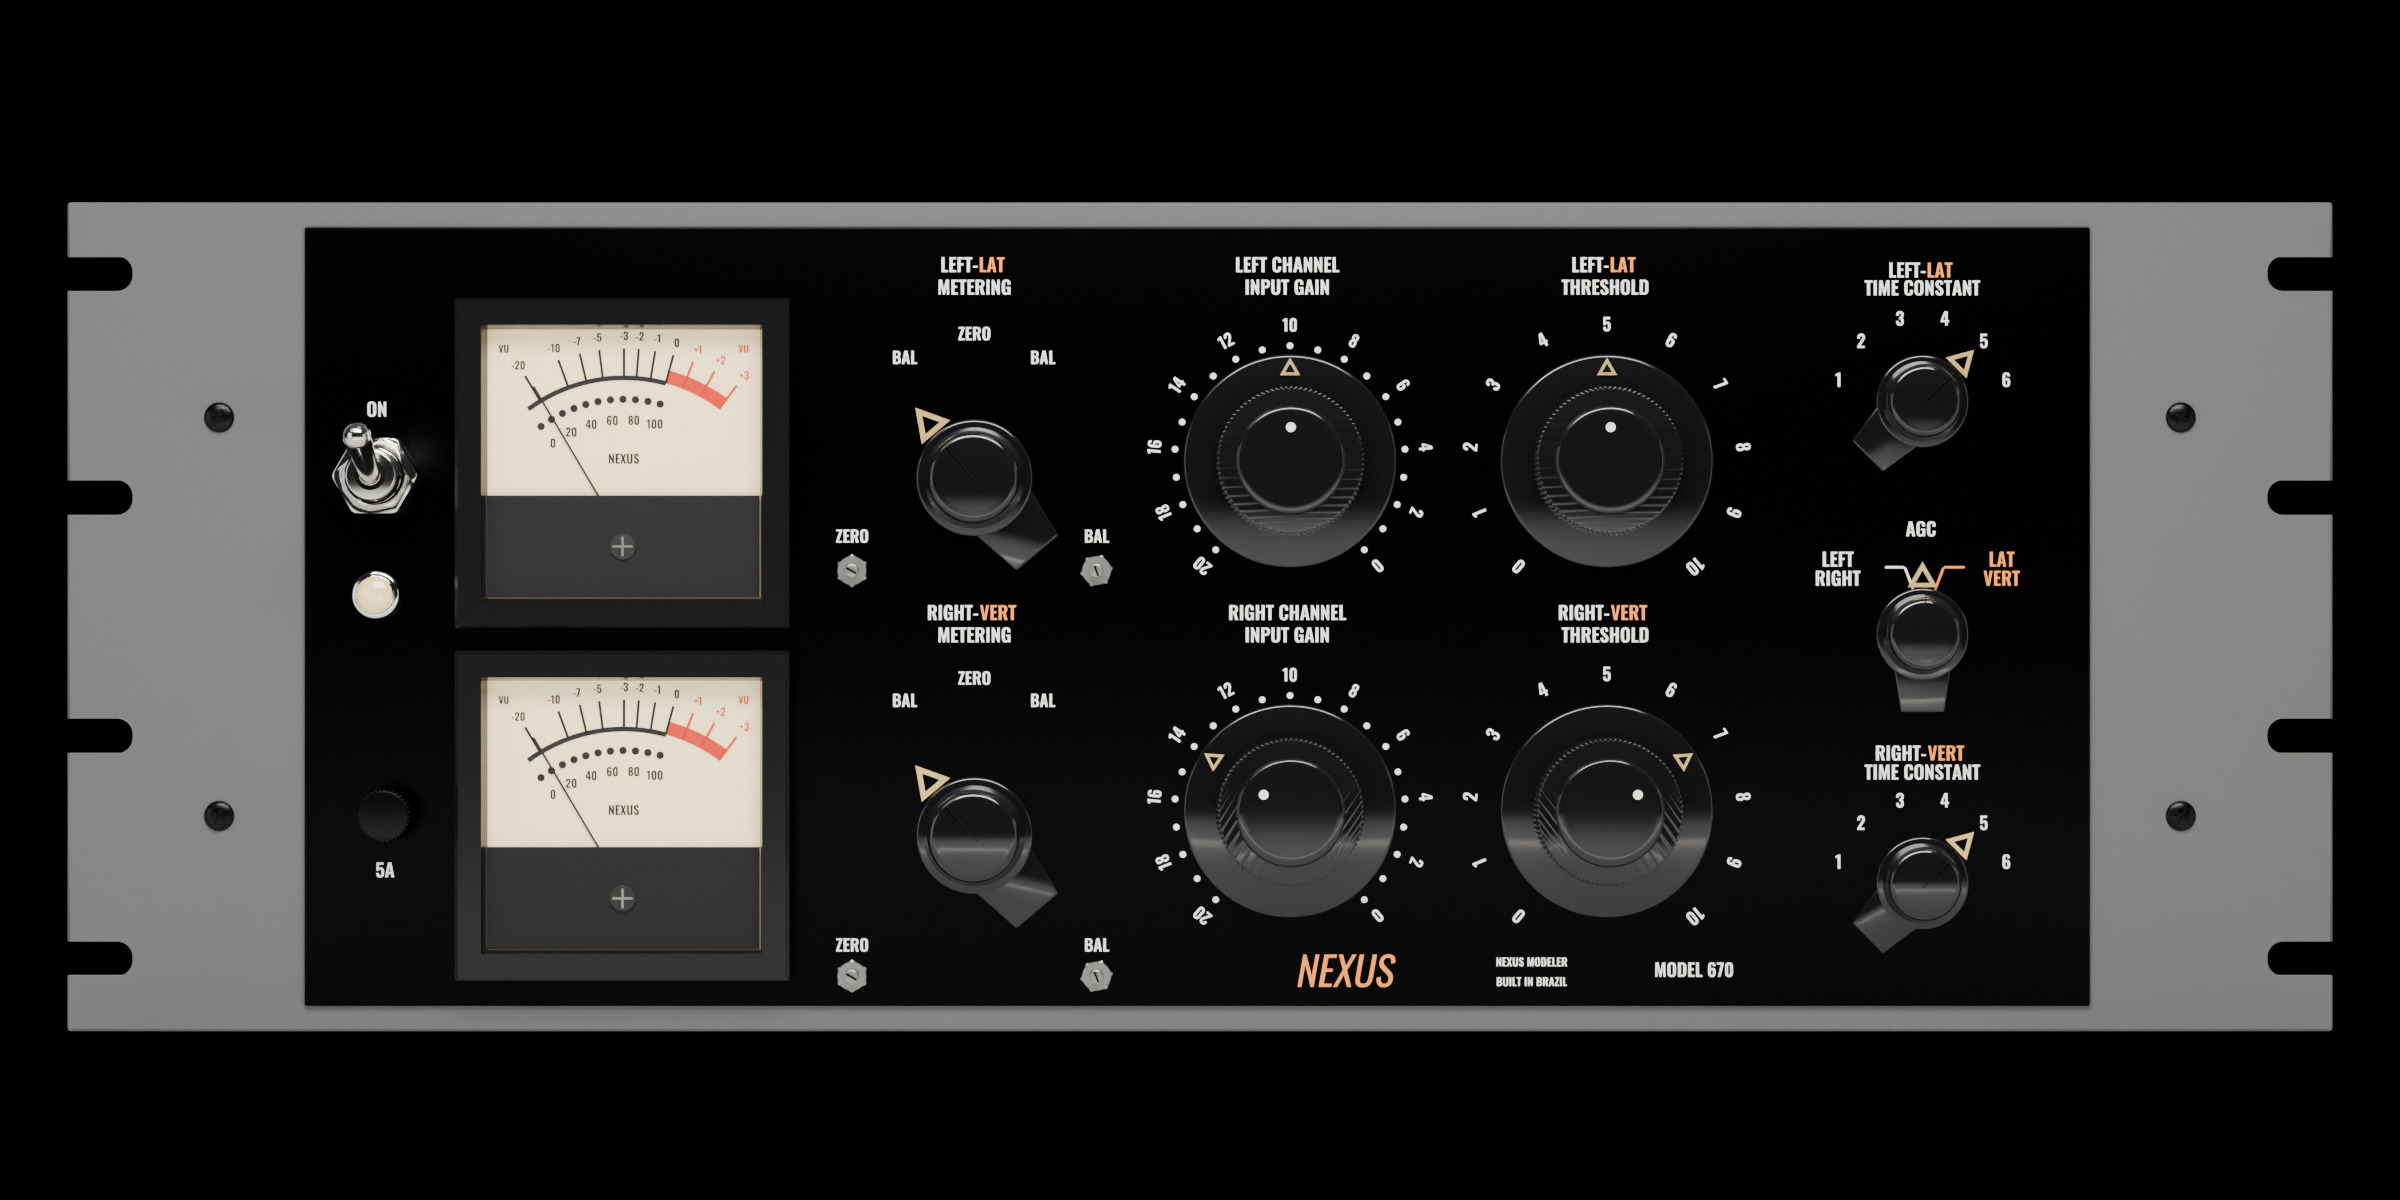 ON
5A
VU -20 -10 -7 -5 -3 -2 -1 0 +1 +2 +3 VU
0 20 40 60 80 100
NEXUS
VU -20 -10 -7 -5 -3 -2 -1 0 +1 +2 +3 VU
0 20 40 60 80 100
NEXUS
LEFT-LAT
METERING
ZERO
BAL BAL
ZERO BAL
RIGHT-VERT
METERING
ZERO
BAL BAL
ZERO BAL
LEFT CHANNEL
INPUT GAIN
20 18 16 14 12 10 8 6 4 2 0
RIGHT CHANNEL
INPUT GAIN
20 18 16 14 12 10 8 6 4 2 0
LEFT-LAT
THRESHOLD
0 1 2 3 4 5 6 7 8 9 10
RIGHT-VERT
THRESHOLD
0 1 2 3 4 5 6 7 8 9 10
LEFT-LAT
TIME CONSTANT
1 2 3 4 5 6
AGC
LEFT
RIGHT
LAT
VERT
RIGHT-VERT
TIME CONSTANT
1 2 3 4 5 6
NEXUS
NEXUS MODELER
BUILT IN BRAZIL
MODEL 670